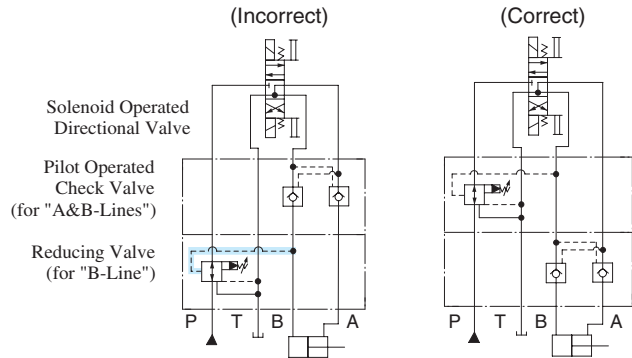 (Incorrect)
(Correct)
Solenoid Operated
Directional Valve
Pilot Operated
Check Valve
(for "A&B-Lines")
Reducing Valve
(for "B-Line")
P T B A
P T B A